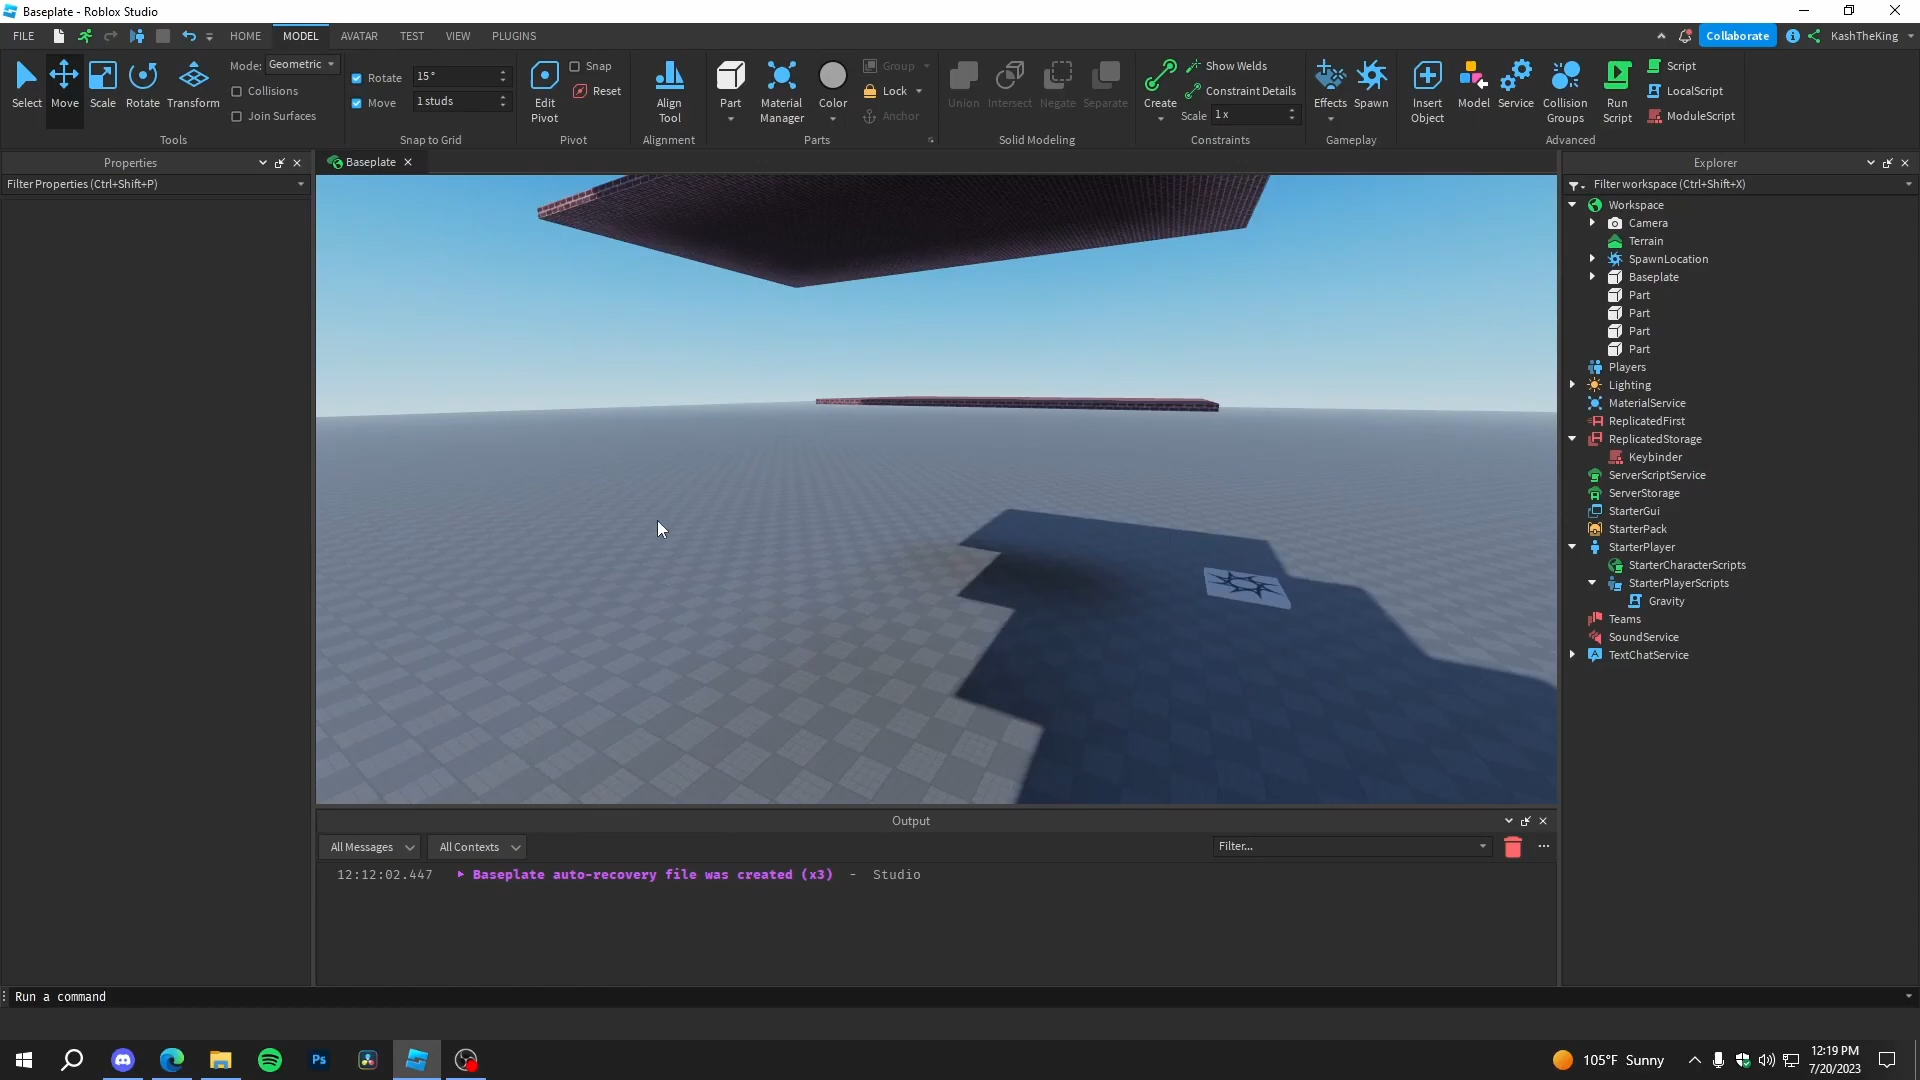 Baseplate - Roblox Studio
FILE HOME MODEL AVATAR TEST VIEW PLUGINS Collaborate KashTheKing
Select Move Scale Rotate Transform
Mode: Geometric
Collisions
Join Surfaces
Tools
Rotate 15°
Move 1 studs
Snap to Grid
Edit Pivot
Snap
Reset
Pivot
Align Tool
Alignment
Part
Material Manager
Color
Group
Lock
Anchor
Parts
Union Intersect Negate Separate
Solid Modeling
Create
Show Welds
Constraint Details
Scale 1 x
Constraints
Effects Spawn
Gameplay
Insert Object
Model
Service
Collision Groups
Run Script
Script
LocalScript
ModuleScript
Advanced
Properties
Filter Properties (Ctrl+Shift+P)
Baseplate
Explorer
Filter workspace (Ctrl+Shift+X)
Workspace
Camera
Terrain
SpawnLocation
Baseplate
Part
Part
Part
Part
Players
Lighting
MaterialService
ReplicatedFirst
ReplicatedStorage
Keybinder
ServerScriptService
ServerStorage
StarterGui
StarterPack
StarterPlayer
StarterCharacterScripts
StarterPlayerScripts
Gravity
Teams
SoundService
TextChatService
Output
All Messages All Contexts Filter...
12:12:02.447 Baseplate auto-recovery file was created (x3) - Studio
Run a command
Ps
105°F Sunny
12:19 PM
7/20/2023